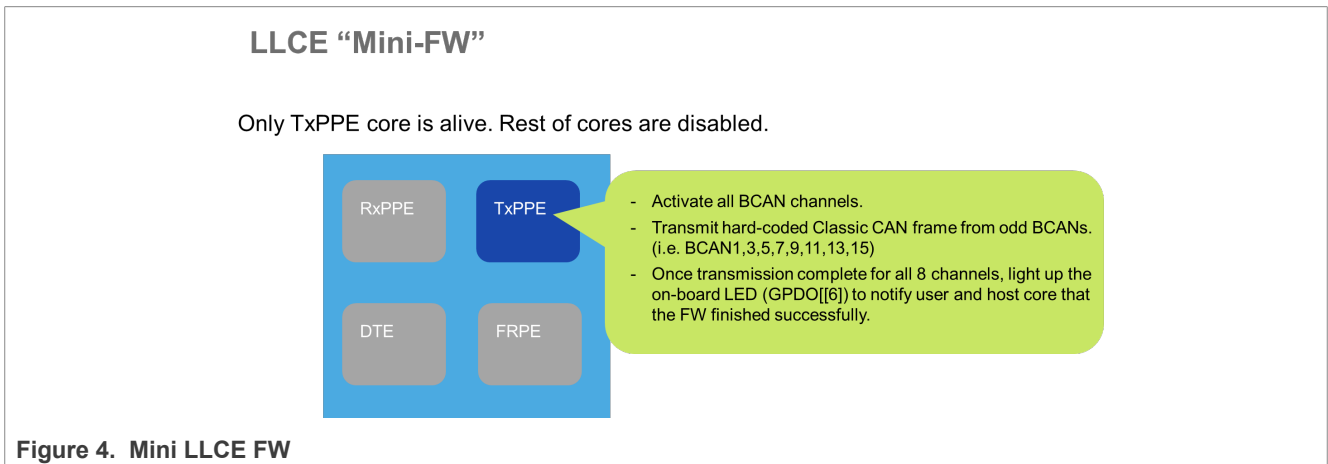 LLCE “Mini-FW”
Only TxPPE core is alive. Rest of cores are disabled.
RxPPE
TxPPE
- Activate all BCAN channels.
- Transmit hard-coded Classic CAN frame from odd BCANs.
(i.e. BCAN1,3,5,7,9,11,13,15)
- Once transmission complete for all 8 channels, light up the
on-board LED (GPDO[[6]) to notify user and host core that
the FW finished successfully.
DTE
FRPE
Figure 4. Mini LLCE FW